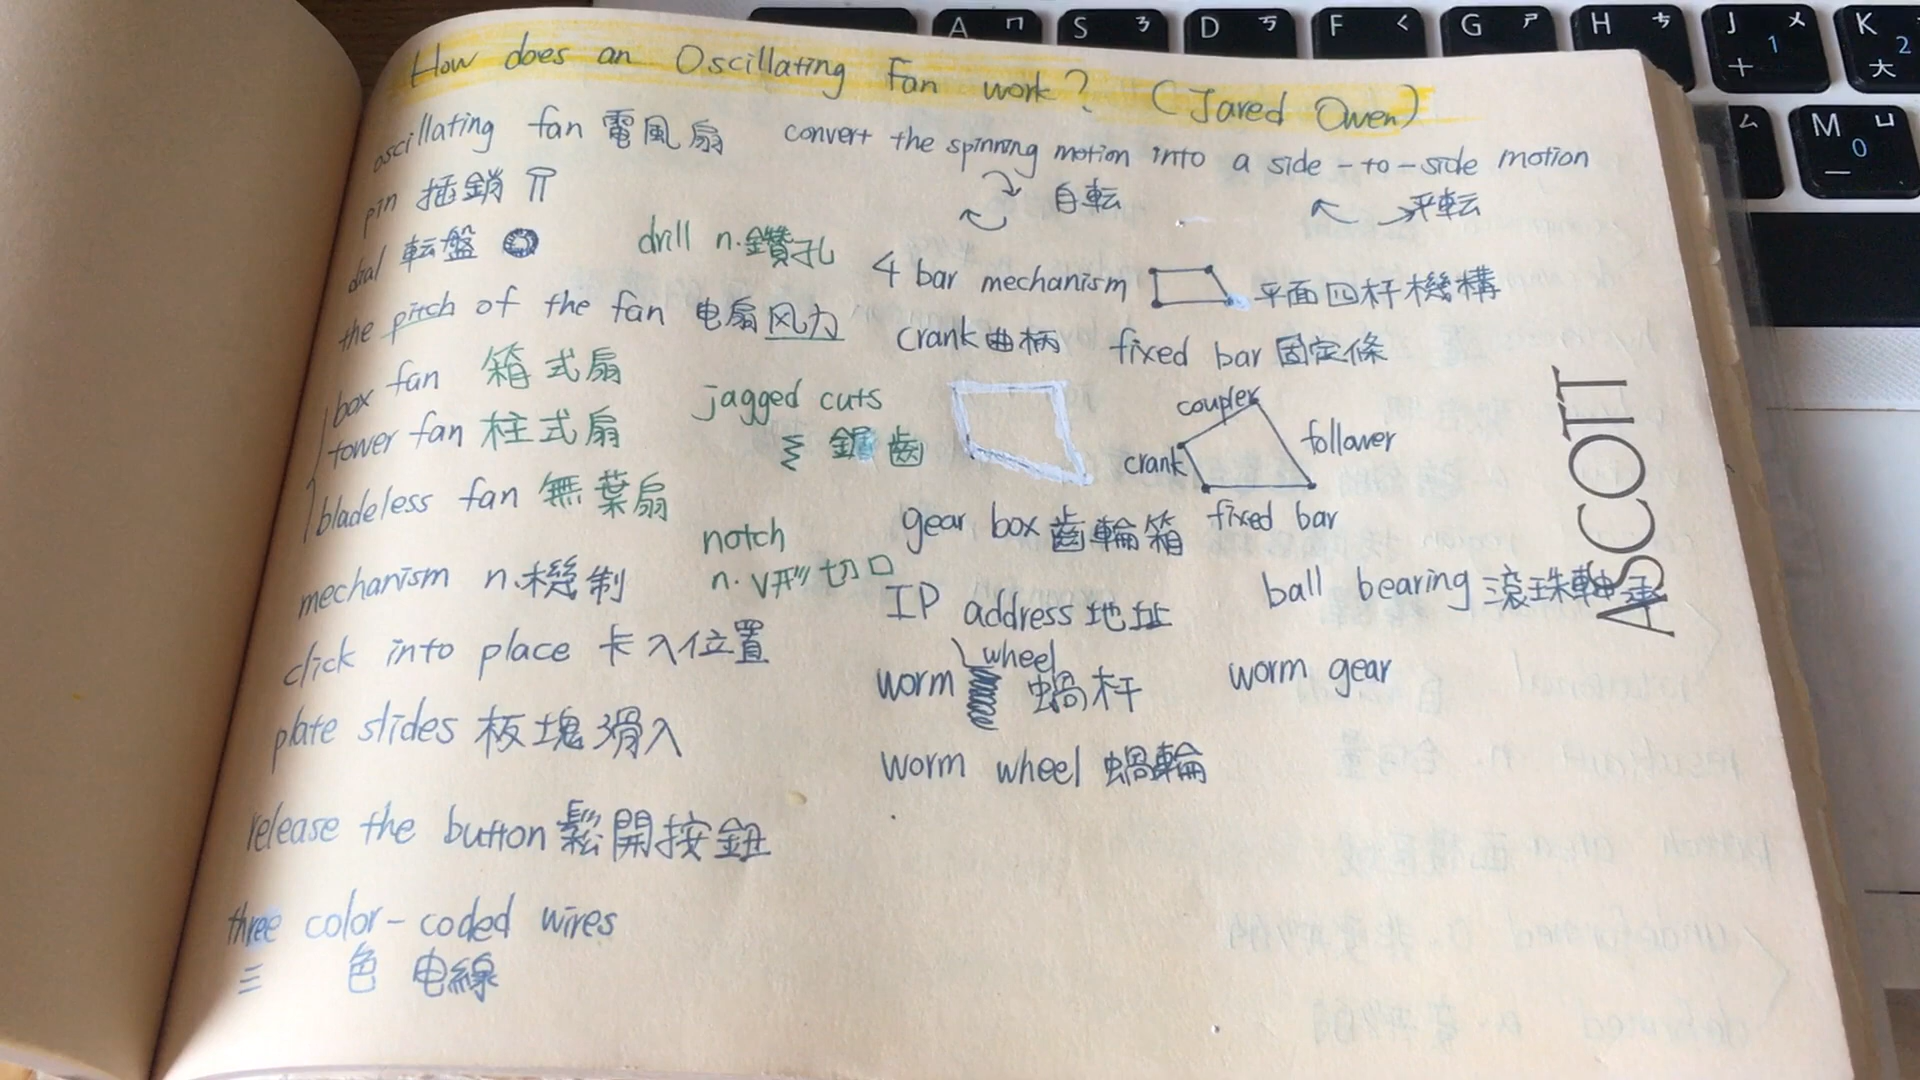 How does an Oscillating Fan work? (Jared Owen)
oscillating fan 電風扇
pin 插銷
dial 転盤
the pitch of the fan 电扇风力
box fan 箱式扇
tower fan 柱式扇
bladeless fan 無葉扇
mechanism n.機制
click into place 卡入位置
plate slides 板塊滑入
release the button 鬆開按鈕
three color-coded wires
三 色 电線
drill n.鑽孔
jagged cuts
鋸齒
notch
n. V形切口
convert the spinning motion into a side-to-side motion
自転 平転
4 bar mechanism 平面四杆機構
crank 曲柄 fixed bar 固定條
coupler
crank follower
fixed bar
gear box 齒輪箱
IP address 地址
ball bearing 滾珠軸承
wheel
worm 蝸杆
worm gear
worm wheel 蝸輪
ASCOTT
A ㄇ
S ㄋ
D ㄎ
F ㄑ
G ㄕ
H ㄘ
J ㄨ 1 十
K 2 大
ㄙ
M ㄩ 0 一